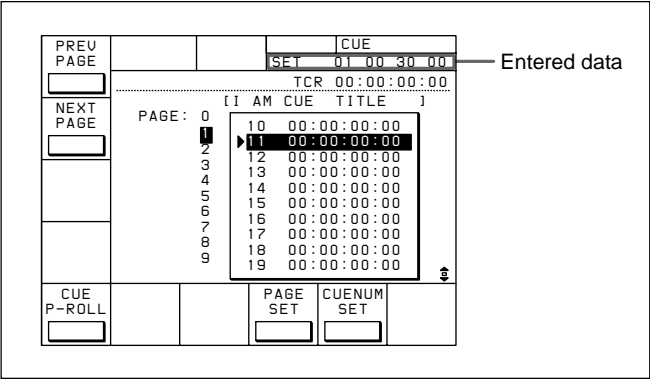 PREV
PAGE
CUE
SET 01 00 30 00
Entered data
TCR 00:00:00:00
[I AM CUE TITLE ]
NEXT
PAGE
PAGE: 0
1
2
3
4
5
6
7
8
9
10 00:00:00:00
11 00:00:00:00
12 00:00:00:00
13 00:00:00:00
14 00:00:00:00
15 00:00:00:00
16 00:00:00:00
17 00:00:00:00
18 00:00:00:00
19 00:00:00:00
CUE
P-ROLL
PAGE
SET
CUENUM
SET